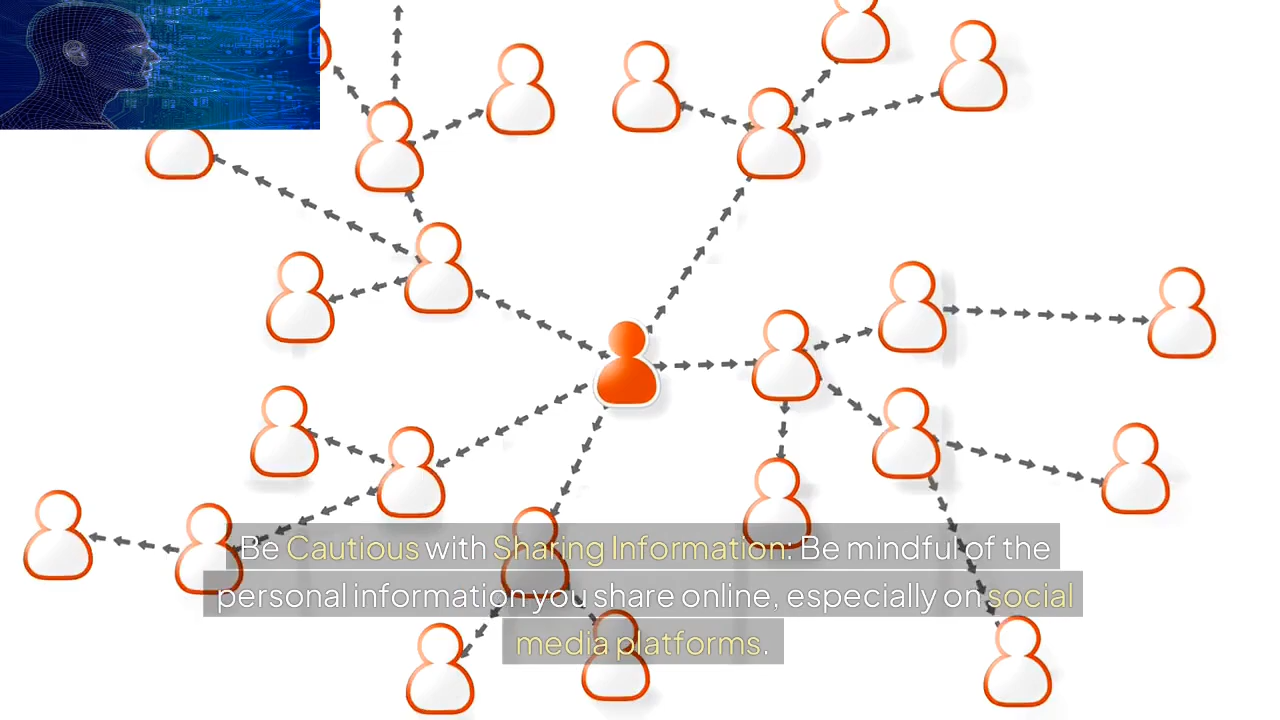 Be Cautious with Sharing Information: Be mindful of the
personal information you share online, especially on social
media platforms.